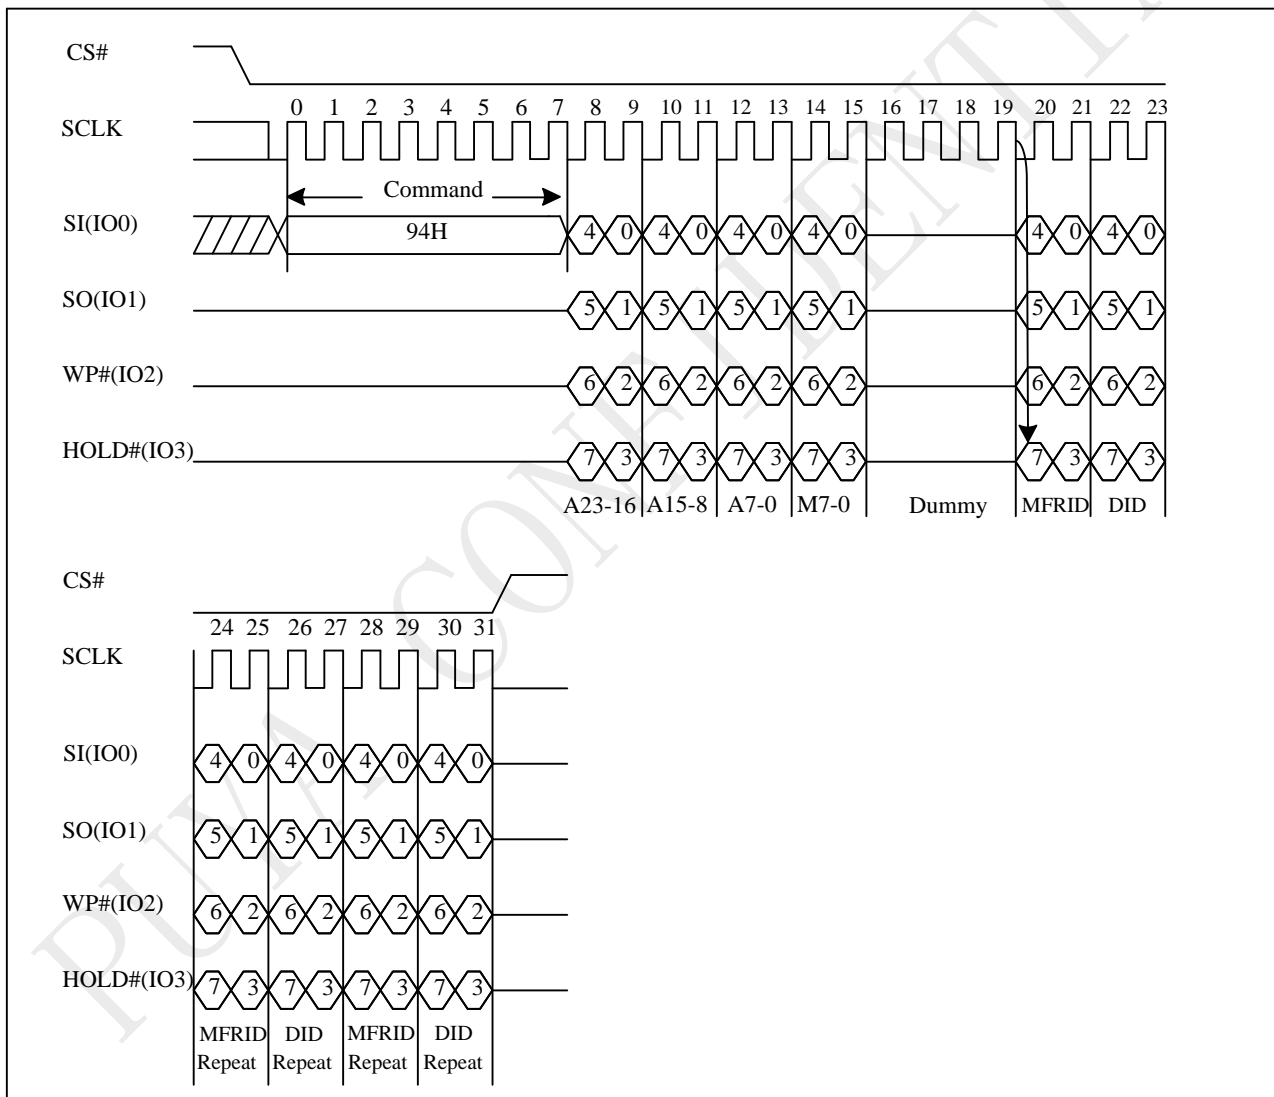 CS#
0 1 2 3 4 5 6 7 8 9 10 11 12 13 14 15 16 17 18 19 20 21 22 23
SCLK
Command
SI(IO0) 94H 4 0 4 0 4 0 4 0 4 0 4 0
SO(IO1) 5 1 5 1 5 1 5 1 5 1 5 1
WP#(IO2) 6 2 6 2 6 2 6 2 6 2 6 2
HOLD#(IO3) 7 3 7 3 7 3 7 3 7 3 7 3
A23-16 A15-8 A7-0 M7-0 Dummy MFRID DID
CS#
24 25 26 27 28 29 30 31
SCLK
SI(IO0) 4 0 4 0 4 0 4 0
SO(IO1) 5 1 5 1 5 1 5 1
WP#(IO2) 6 2 6 2 6 2 6 2
HOLD#(IO3) 7 3 7 3 7 3 7 3
MFRID DID MFRID DID
Repeat Repeat Repeat Repeat
PUYA CONFIDENTI